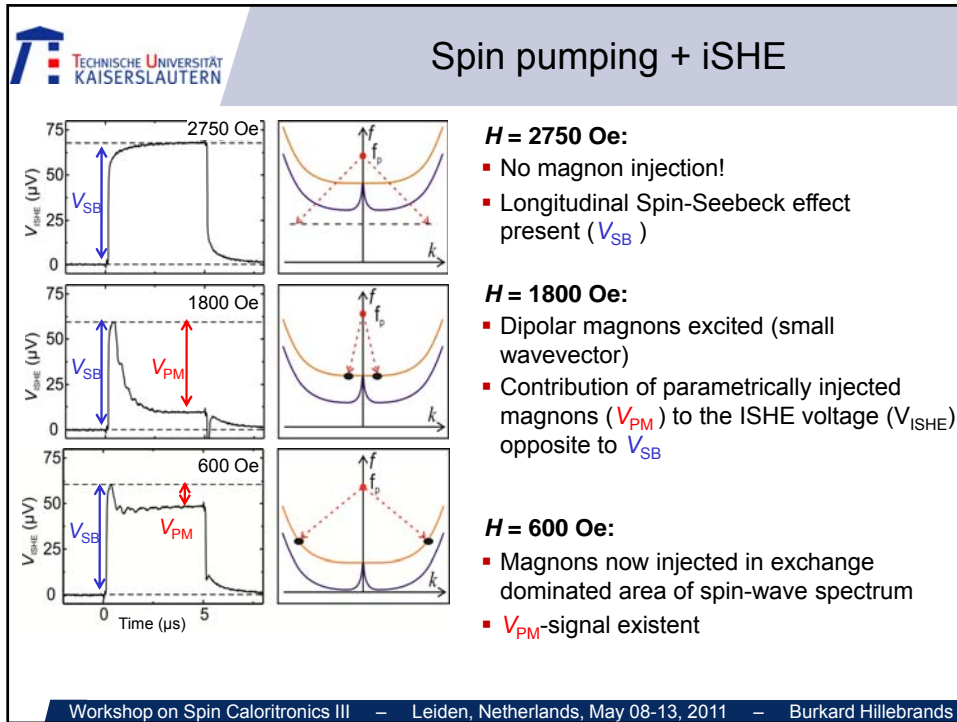 TECHNISCHE UNIVERSITÄT
KAISERSLAUTERN
Spin pumping + iSHE
75
50
25
0
V_ISHE (µV)
2750 Oe
V_SB
f
f_p
k
H = 2750 Oe:
▪ No magnon injection!
▪ Longitudinal Spin-Seebeck effect
present (V_SB )
75
50
25
0
V_ISHE (µV)
1800 Oe
V_SB
V_PM
f
f_p
k
H = 1800 Oe:
▪ Dipolar magnons excited (small
wavevector)
▪ Contribution of parametrically injected
magnons (V_PM ) to the ISHE voltage (V_ISHE)
opposite to V_SB
75
50
25
0
V_ISHE (µV)
600 Oe
V_SB
V_PM
0
5
Time (µs)
f
f_p
k
H = 600 Oe:
▪ Magnons now injected in exchange
dominated area of spin-wave spectrum
▪ V_PM-signal existent
Workshop on Spin Caloritronics III – Leiden, Netherlands, May 08-13, 2011 – Burkard Hillebrands